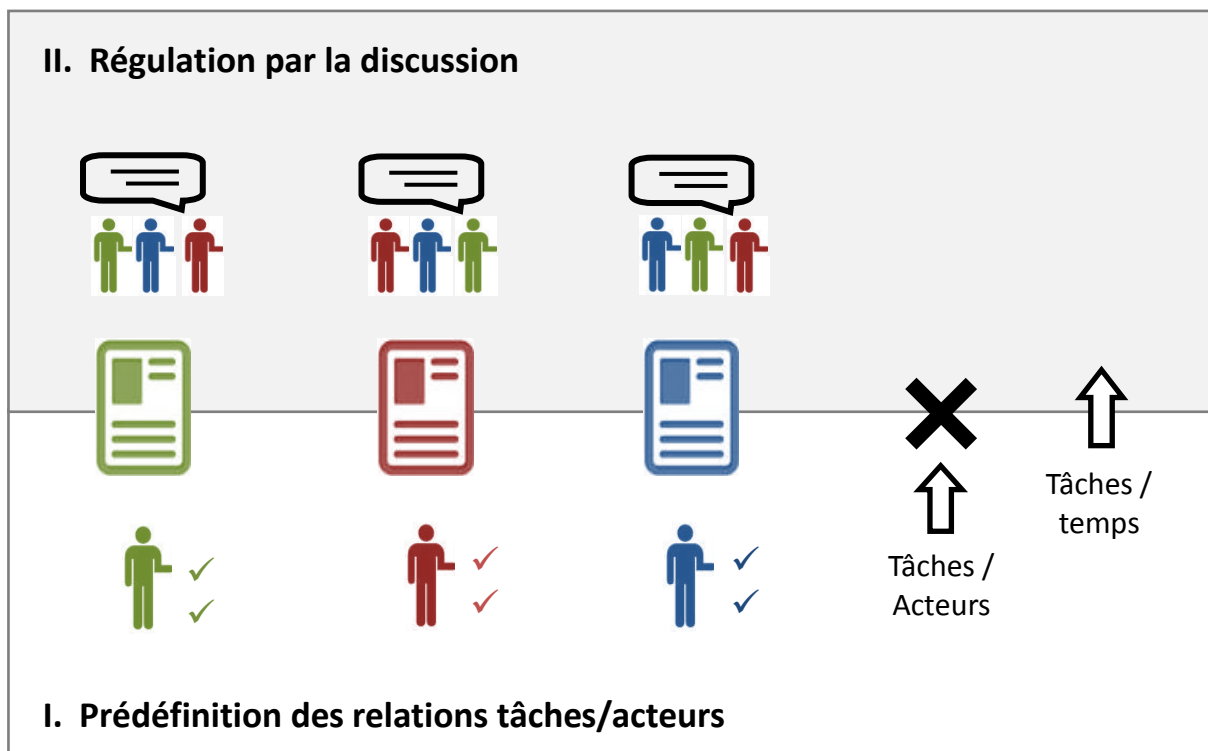 II. Régulation par la discussion
Tâches /
temps
Tâches /
Acteurs
I. Prédéfinition des relations tâches/acteurs